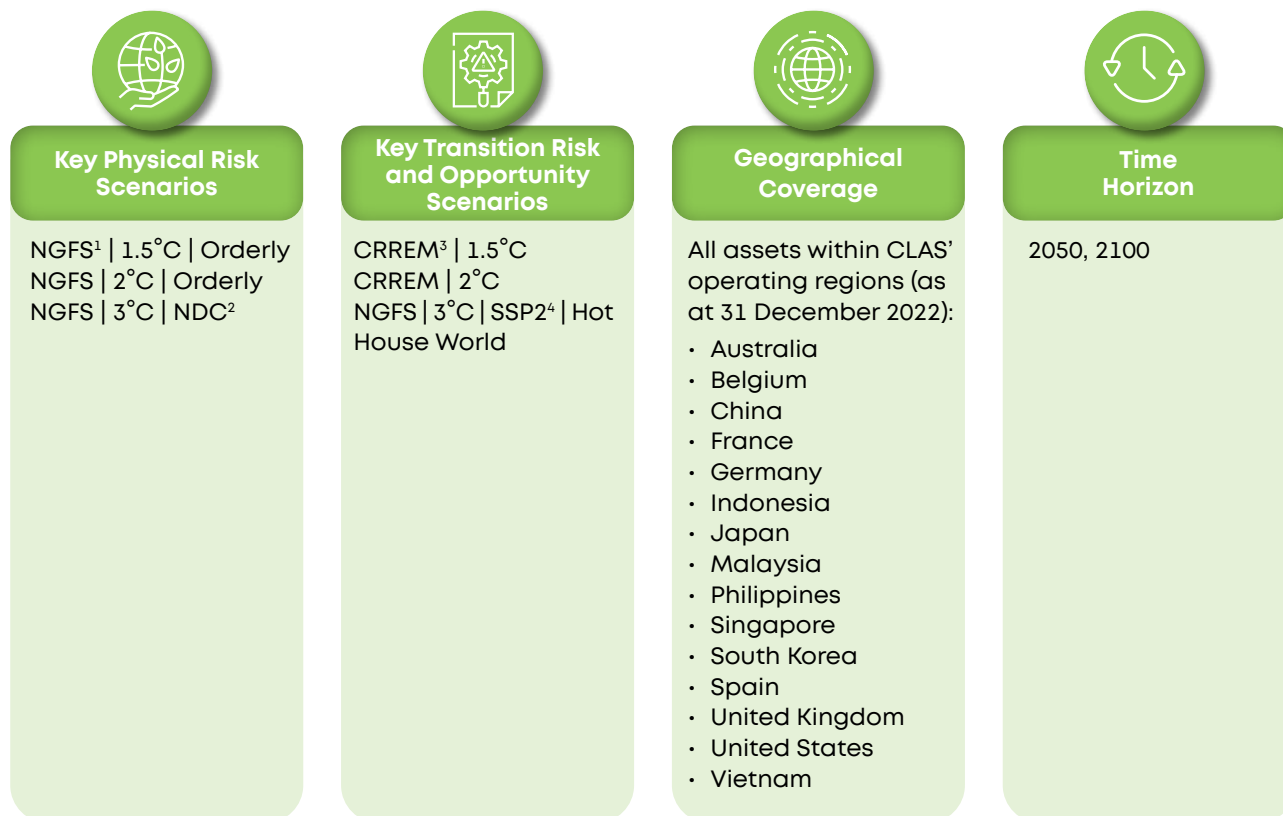 Key Physical Risk
Scenarios
NGFS¹ | 1.5°C | Orderly
NGFS | 2°C | Orderly
NGFS | 3°C | NDC²
Key Transition Risk
and Opportunity
Scenarios
CRREM³ | 1.5°C
CRREM | 2°C
NGFS | 3°C | SSP2⁴ | Hot
House World
Geographical
Coverage
All assets within CLAS’
operating regions (as
at 31 December 2022):
• Australia
• Belgium
• China
• France
• Germany
• Indonesia
• Japan
• Malaysia
• Philippines
• Singapore
• South Korea
• Spain
• United Kingdom
• United States
• Vietnam
Time
Horizon
2050, 2100